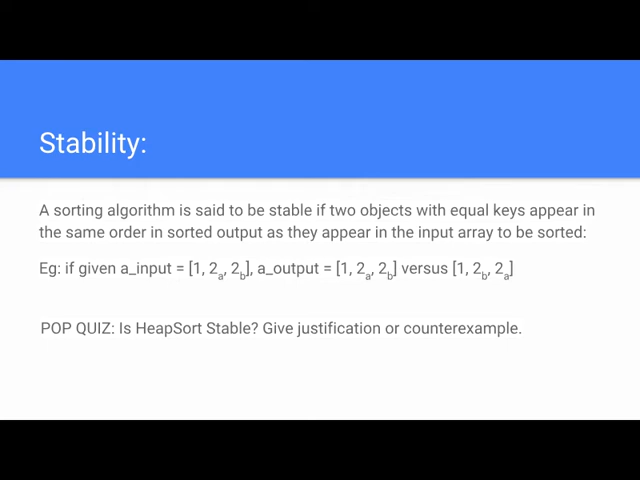 Stability:
A sorting algorithm is said to be stable if two objects with equal keys appear in
the same order in sorted output as they appear in the input array to be sorted:
Eg: if given a_input = [1, 2a, 2b], a_output = [1, 2a, 2b] versus [1, 2b, 2a]
POP QUIZ: Is HeapSort Stable? Give justification or counterexample.